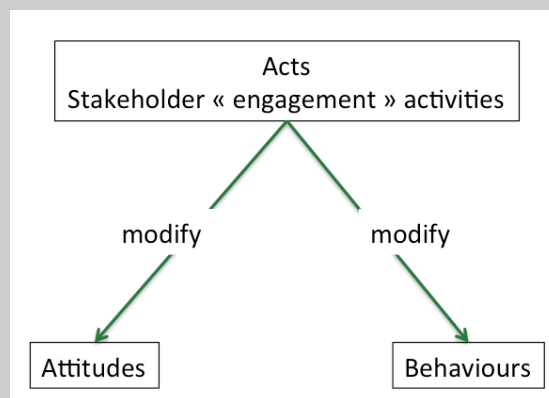 Acts
Stakeholder « engagement » activities
modify
modify
Attitudes
Behaviours